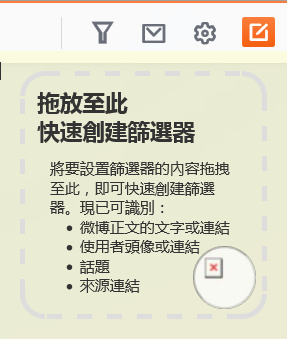 拖放至此
快速創建篩選器
將要設置篩選器的內容拖拽
至此，即可快速創建篩選
器。現已可識別：
微博正文的文字或連結
使用者頭像或連結
話題
來源連結